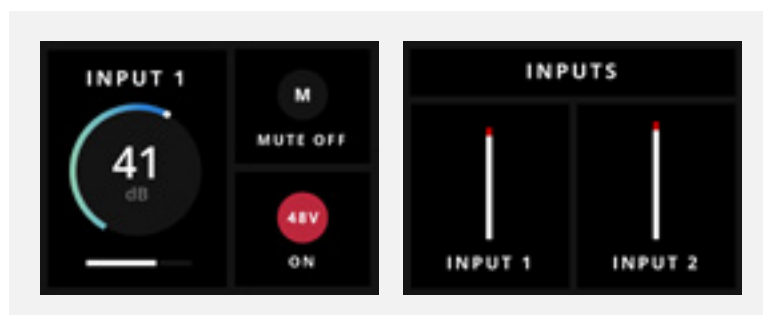 INPUT 1
41
dB
M
MUTE OFF
48V
ON
INPUTS
INPUT 1
INPUT 2